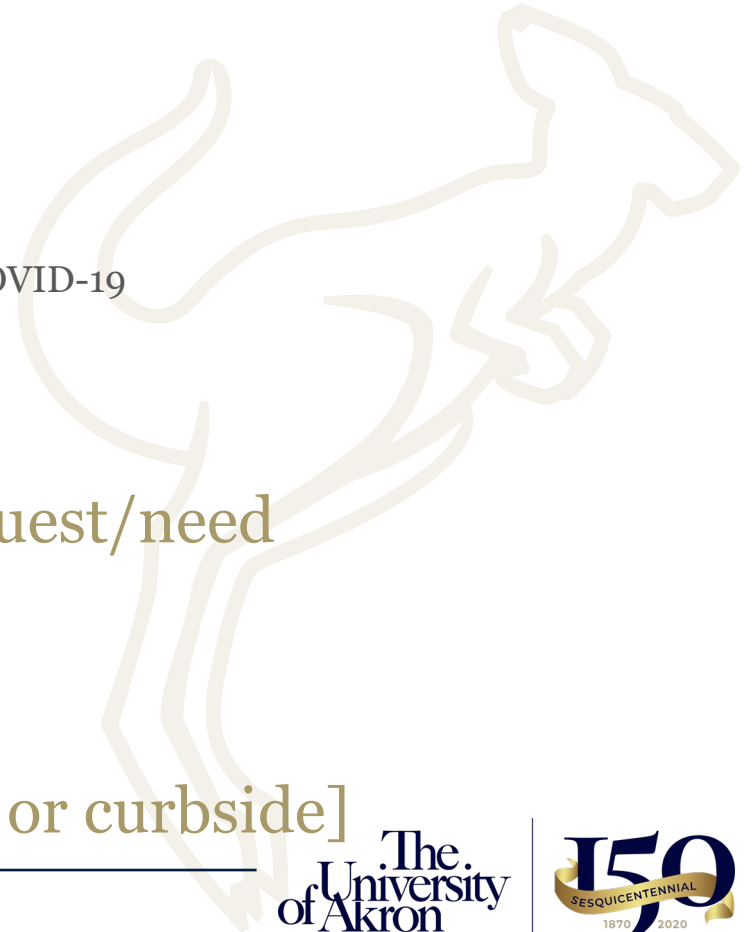 OVID-19
uest/need
or curbside]
The
University
of Akron
150
SESQUICENTENNIAL
1870 2020